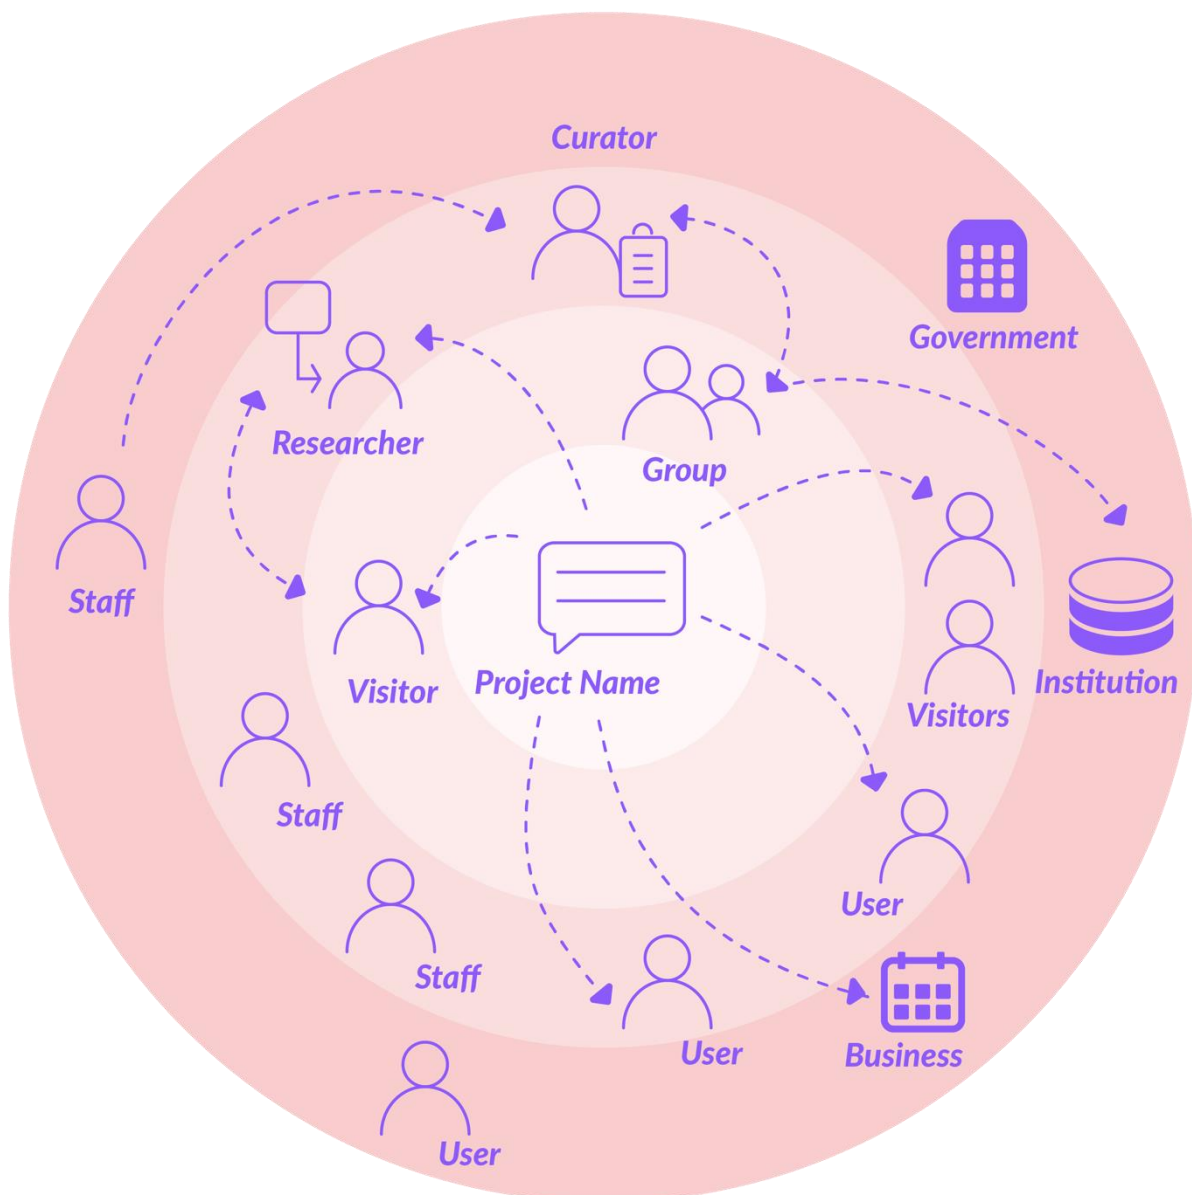 Curator
Government
Researcher
Group
Staff
Visitor
Project Name
Institution
Visitors
Staff
User
Staff
User
Business
User